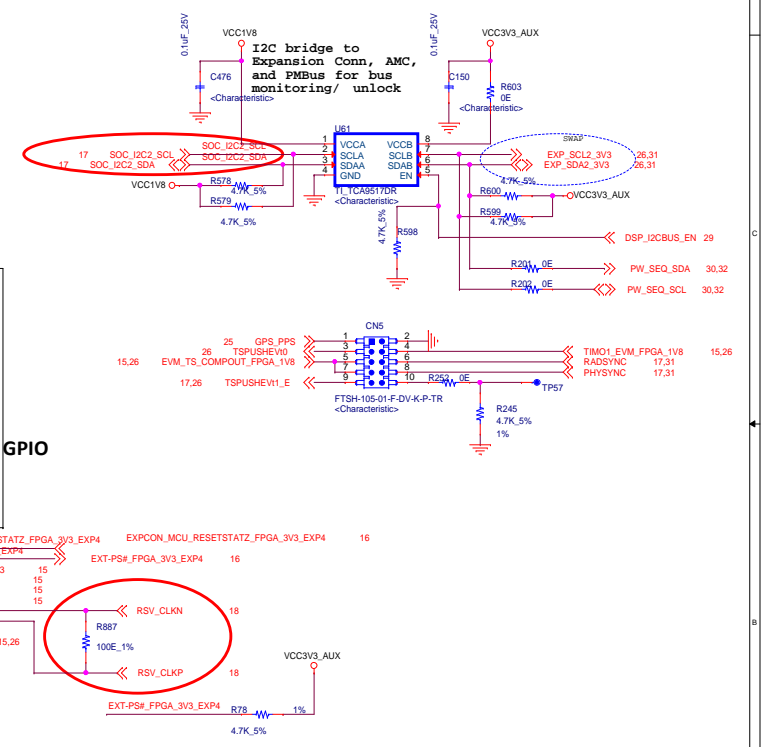 VCC1V8
VCC3V3_AUX
0.1uF_25V
I2C bridge to
Expansion Conn, AMC,
and PMBus for bus
monitoring/ unlock
0.1uF_25V
C476
<Characteristic>
C150
<Characteristic>
R603
0E
U61
1 VCCA VCCB 8
2 SCLA SCLB 7
3 SDAA SDAB 6
4 GND EN 5
TI_TCA9517DR
<Characteristic>
SOC_I2C2_SCL
SOC_I2C2_SDA
17 SOC_I2C2_SCL
17 SOC_I2C2_SDA
SWAP
EXP_SCL2_3V3 26,31
EXP_SDA2_3V3 26,31
VCC1V8
R578
4.7K_5%
R579
4.7K_5%
4.7K_5%
R600
VCC3V3_AUX
R599
4.7K_5%
4.7K_5%
R598
DSP_I2CBUS_EN 29
R201 0E
PW_SEQ_SDA 30,32
R202 0E
PW_SEQ_SCL 30,32
C
CN5
25 GPS_PPS 1 2
26 TSPUSHEVt0 3 4 TIMO1_EVM_FPGA_1V8 15,26
15,26 EVM_TS_COMPOUT_FPGA_1V8 5 6 RADSYNC 17,31
7 8 PHYSYNC 17,31
17,26 TSPUSHEVt1_E 9 10 R252 0E TP57
FTSH-105-01-F-DV-K-P-TR
<Characteristic>
R245
4.7K_5%
1%
GPIO
STATZ_FPGA_3V3_EXP4 EXPCON_MCU_RESETSTATZ_FPGA_3V3_EXP4 16
EXP4
EXT-PS#_FPGA_3V3_EXP4 16
3 15
15
15
15
RSV_CLKN 18
B
R887
100E_1%
15,26
RSV_CLKP 18
VCC3V3_AUX
EXT-PS#_FPGA_3V3_EXP4
R78 1%
4.7K_5%